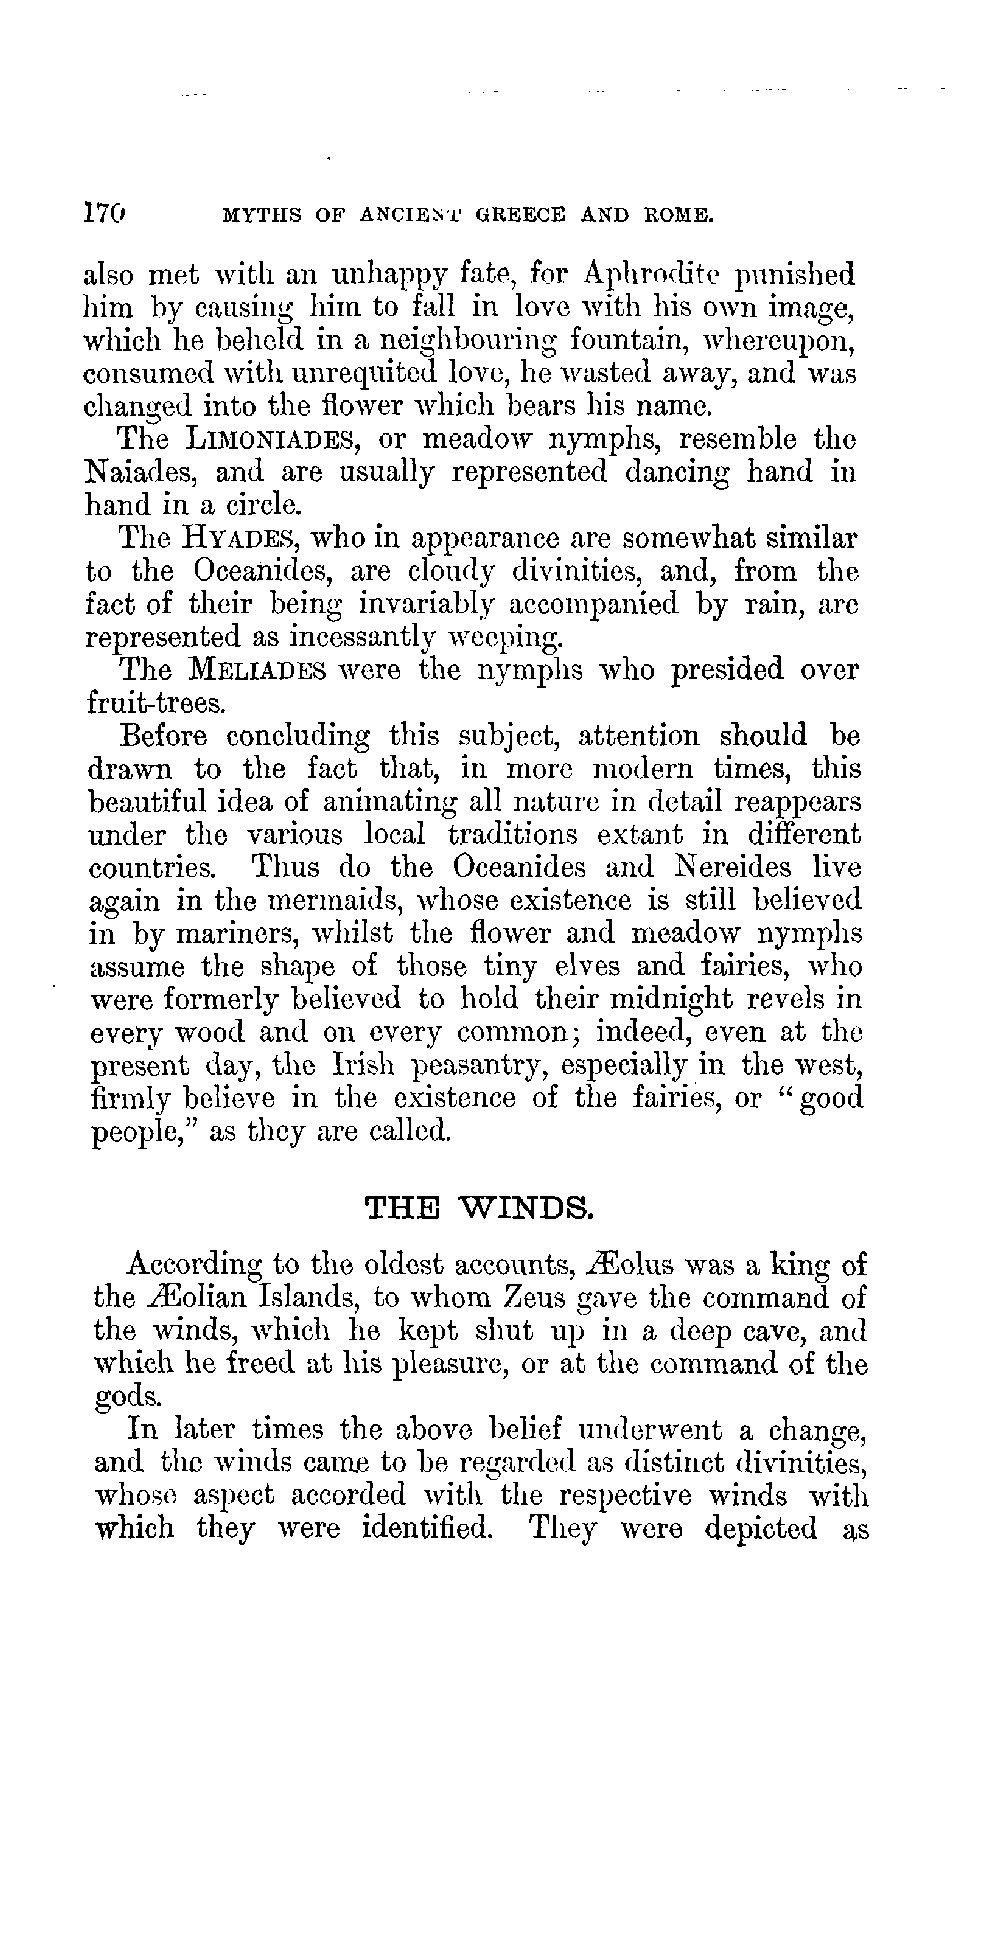 170 MYTHS OF ANCIENT GREECE AND ROME.
also met with an unhappy fate, for Aphrodite punished
him by causing him to fall in love with his own image,
which he beheld in a neighbouring fountain, whereupon,
consumed with unrequited love, he wasted away, and was
changed into the flower which bears his name.
The LIMONIADES, or meadow nymphs, resemble the
Naiades, and are usually represented dancing hand in
hand in a circle.
The HYADES, who in appearance are somewhat similar
to the Oceanides, are cloudy divinities, and, from the
fact of their being invariably accompanied by rain, are
represented as incessantly weeping.
The MELIADES were the nymphs who presided over
fruit-trees.
Before concluding this subject, attention should be
drawn to the fact that, in more modern times, this
beautiful idea of animating all nature in detail reappears
under the various local traditions extant in different
countries. Thus do the Oceanides and Nereides live
again in the mermaids, whose existence is still believed
in by mariners, whilst the flower and meadow nymphs
assume the shape of those tiny elves and fairies, who
were formerly believed to hold their midnight revels in
every wood and on every common; indeed, even at the
present day, the Irish peasantry, especially in the west,
firmly believe in the existence of the fairies, or “good
people,” as they are called.
THE WINDS.
According to the oldest accounts, Æolus was a king of
the Æolian Islands, to whom Zeus gave the command of
the winds, which he kept shut up in a deep cave, and
which he freed at his pleasure, or at the command of the
gods.
In later times the above belief underwent a change,
and the winds came to be regarded as distinct divinities,
whose aspect accorded with the respective winds with
which they were identified. They were depicted as